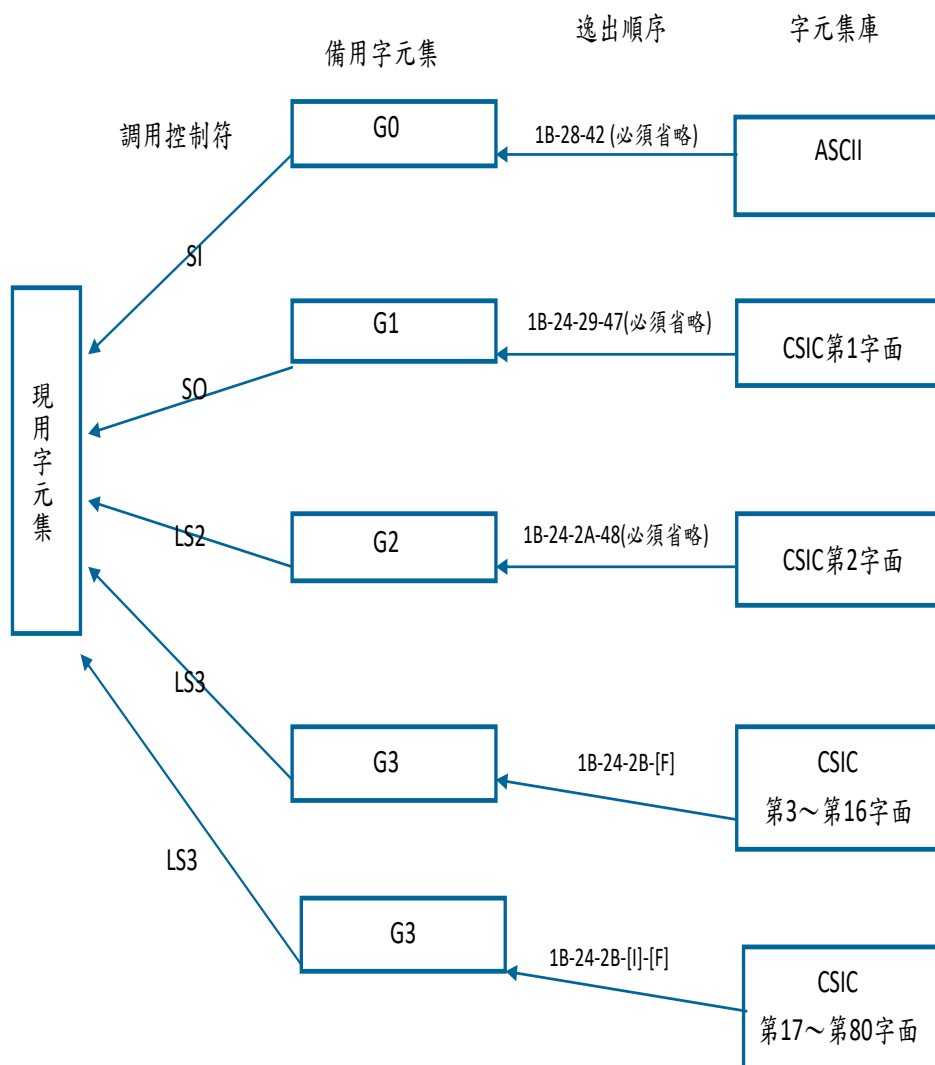 逸出順序
字元集庫
備用字元集
調用控制符
G0
1B-28-42 (必須省略)
ASCII
SI
G1
1B-24-29-47(必須省略)
CSIC第1字面
SO
現用字元集
G2
1B-24-2A-48(必須省略)
CSIC第2字面
LS2
LS3
G3
1B-24-2B-[F]
CSIC
第3～第16字面
LS3
G3
1B-24-2B-[I]-[F]
CSIC
第17～第80字面